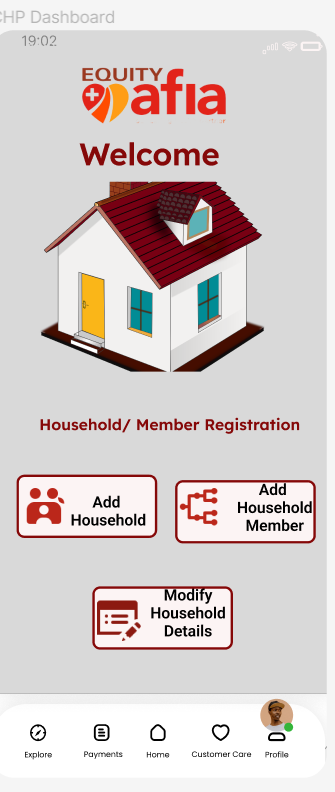 CHP Dashboard
19:02
EQUITY
afia
Welcome
Household/ Member Registration
Add
Household
Add
Household
Member
Modify
Household
Details
Explore
Payments
Home
Customer Care
Profile